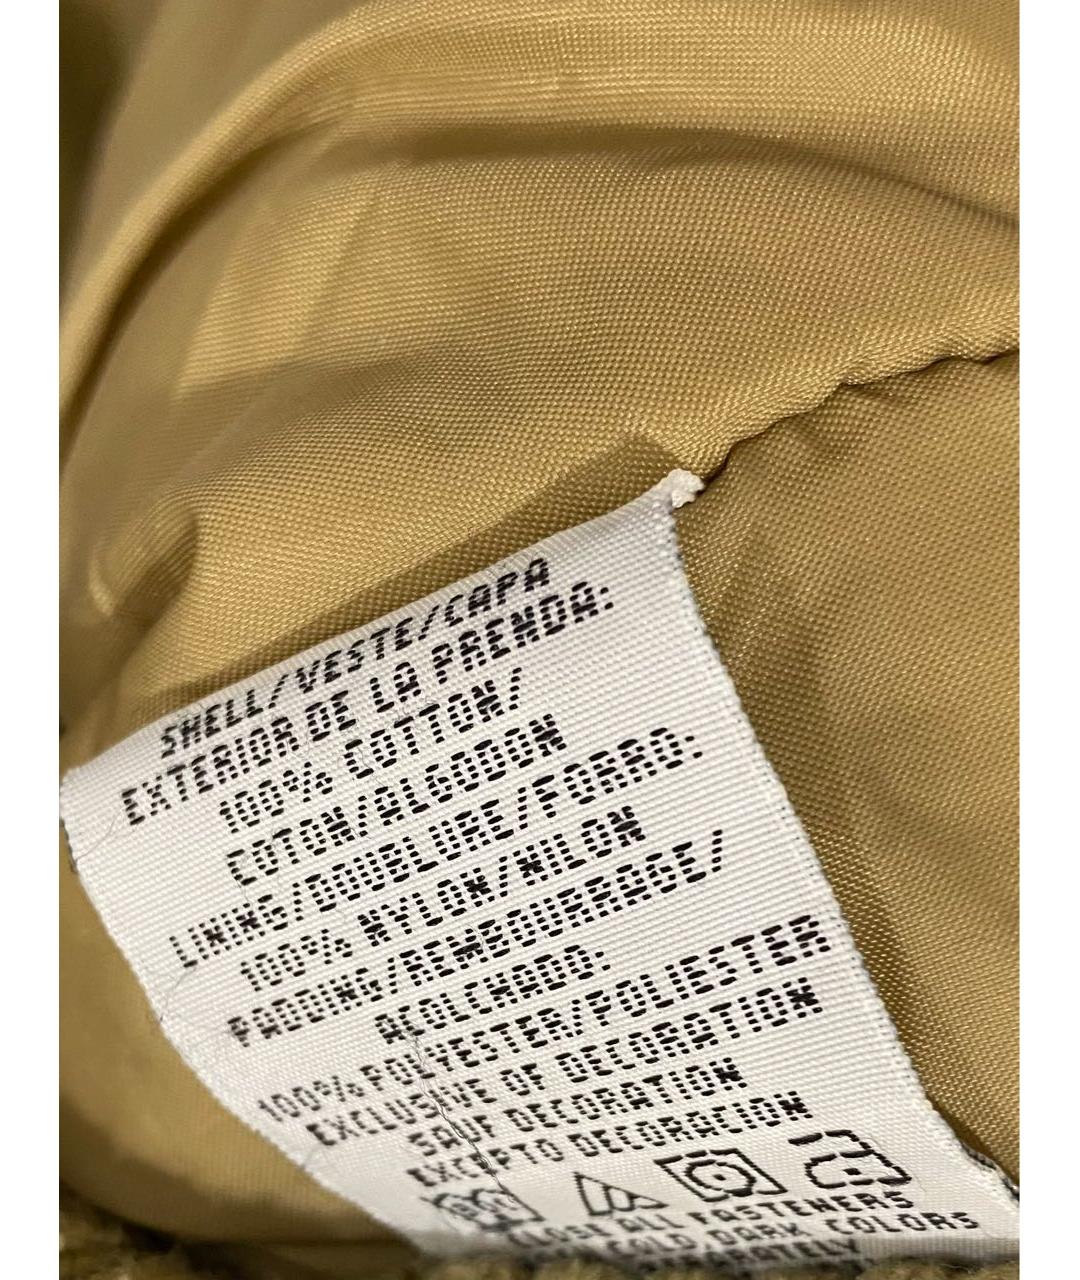 SHELL/VESTE/CAPA
EXTERIOR DE LA PRENDA:
100% COTTON/
COTON/ALGODON
LINING/DOUBLURE/FORRO:
100% NYLON/NILON
PADDING/REMBOURRAGE/
ACOLCHADO:
100% POLYESTER/POLIESTER
EXCLUSIVE OF DECORATION
SAUF DECORATION
EXCEPTO DECORACION
CLOSE ALL FASTENERS
COLD, DARK COLORS